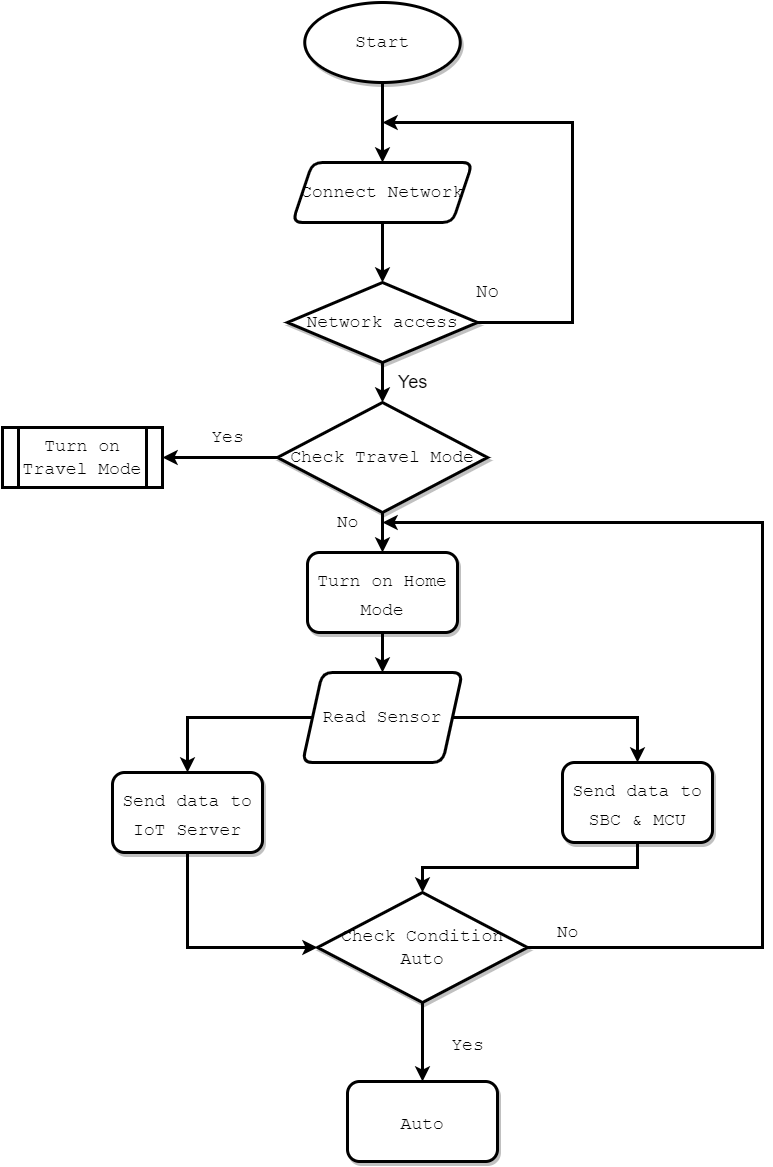 Start
Connect Network
No
Network access
Yes
Yes
Turn on
Travel Mode
Check Travel Mode
No
Turn on Home
Mode
Read Sensor
Send data to
IoT Server
Send data to
SBC & MCU
Check Condition
Auto
No
Yes
Auto